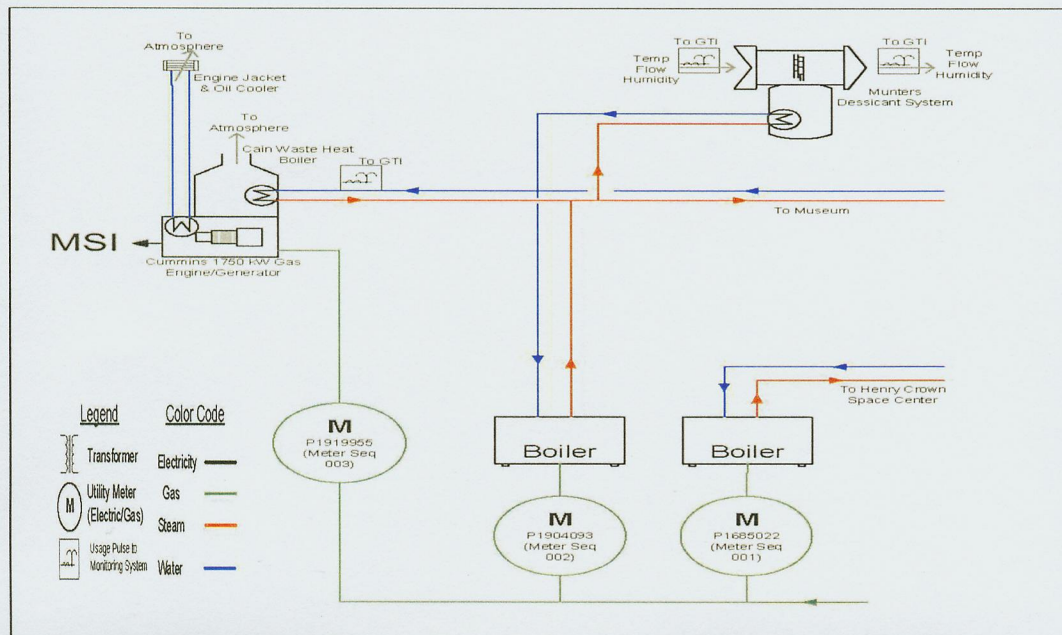 To
Atmosphere
Engine Jacket
& Oil Cooler
To
Atmosphere
Cain Waste Heat
Boiler
To GTI
MSI
Cummins 1750 kW Gas
Engine/Generator
To GTI
Temp
Flow
Humidity
To GTI
Temp
Flow
Humidity
Munters
Dessicant System
To Museum
To Henry Crown
Space Center
Boiler
Boiler
M
P1919955
(Meter Seq
003)
M
P1904093
(Meter Seq
002)
M
P1685022
(Meter Seq
001)
Legend
Color Code
Transformer
Electricity
M
Utility Meter
(Electric/Gas)
Gas
Steam
Usage Pulse to
Monitoring System
Water